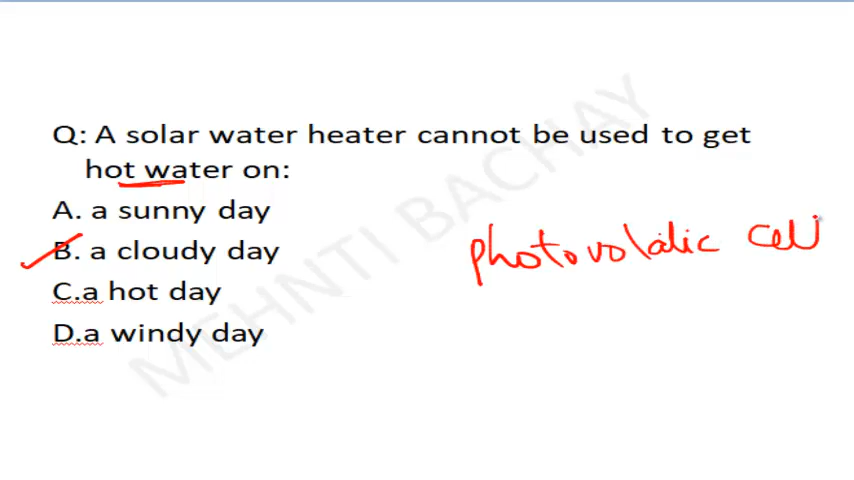 Q: A solar water heater cannot be used to get
hot water on:
A. a sunny day
B. a cloudy day
C.a hot day
D.a windy day
photovolatic cell
MEHNTI BACHAY